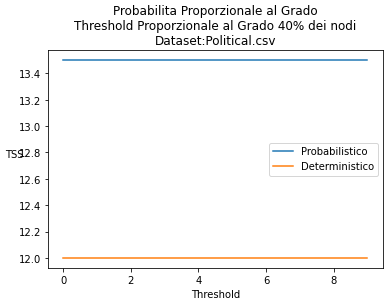 Probabilita Proporzionale al Grado
Threshold Proporzionale al Grado 40% dei nodi
Dataset:Political.csv
13.4
13.2
13.0
12.8
12.6
12.4
12.2
12.0
TSS
Probabilistico
Deterministico
0 2 4 6 8
Threshold